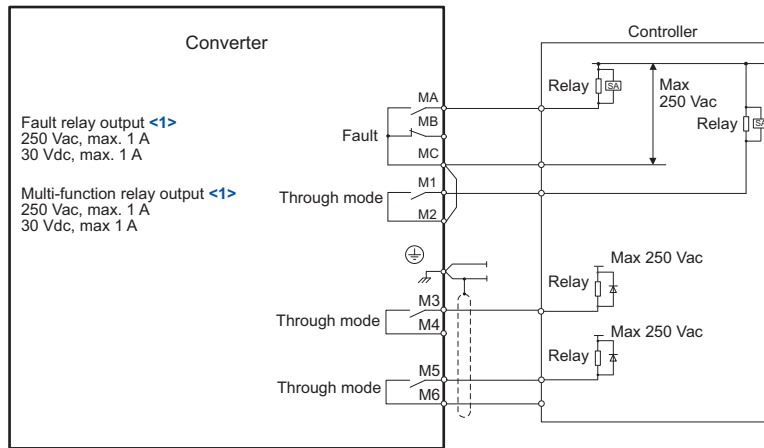 Converter
Controller
Fault relay output <1>
250 Vac, max. 1 A
30 Vdc, max. 1 A
Multi-function relay output <1>
250 Vac, max. 1 A
30 Vdc, max 1 A
Fault
MA
MB
MC
Through mode
M1
M2
Through mode
M3
M4
Through mode
M5
M6
Relay
SA
Max
250 Vac
Relay
SA
Max 250 Vac
Relay
Max 250 Vac
Relay